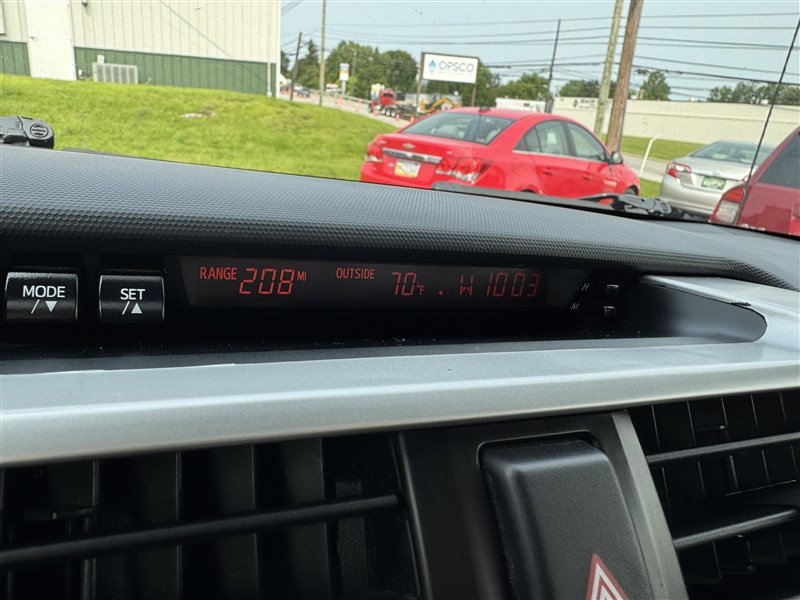 OPSCO
MODE
/▼
SET
/▲
RANGE 208 MI OUTSIDE 70°F . W 1003
H
M